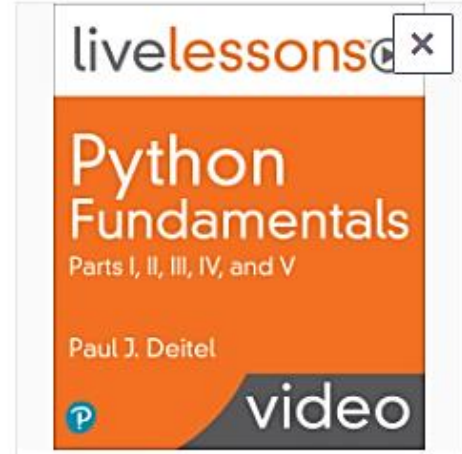 livelessons
Python
Fundamentals
Parts I, II, III, IV, and V
Paul J. Deitel
P
video